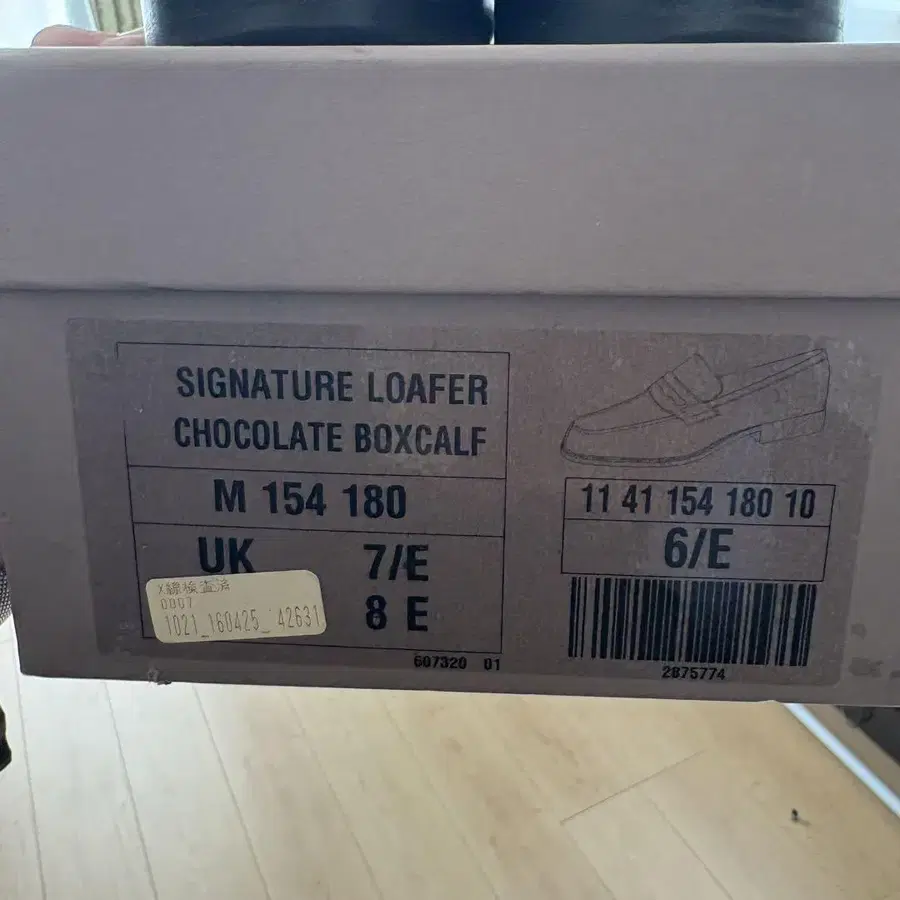 SIGNATURE LOAFER
CHOCOLATE BOXCALF
M 154 180
UK 7/E
8 E
X線検査済
0007
1021_160425_42631
607320 01
11 41 154 180 10
6/E
2875774